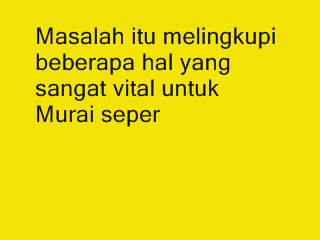 Masalah itu melingkupi
beberapa hal yang
sangat vital untuk
Murai seper